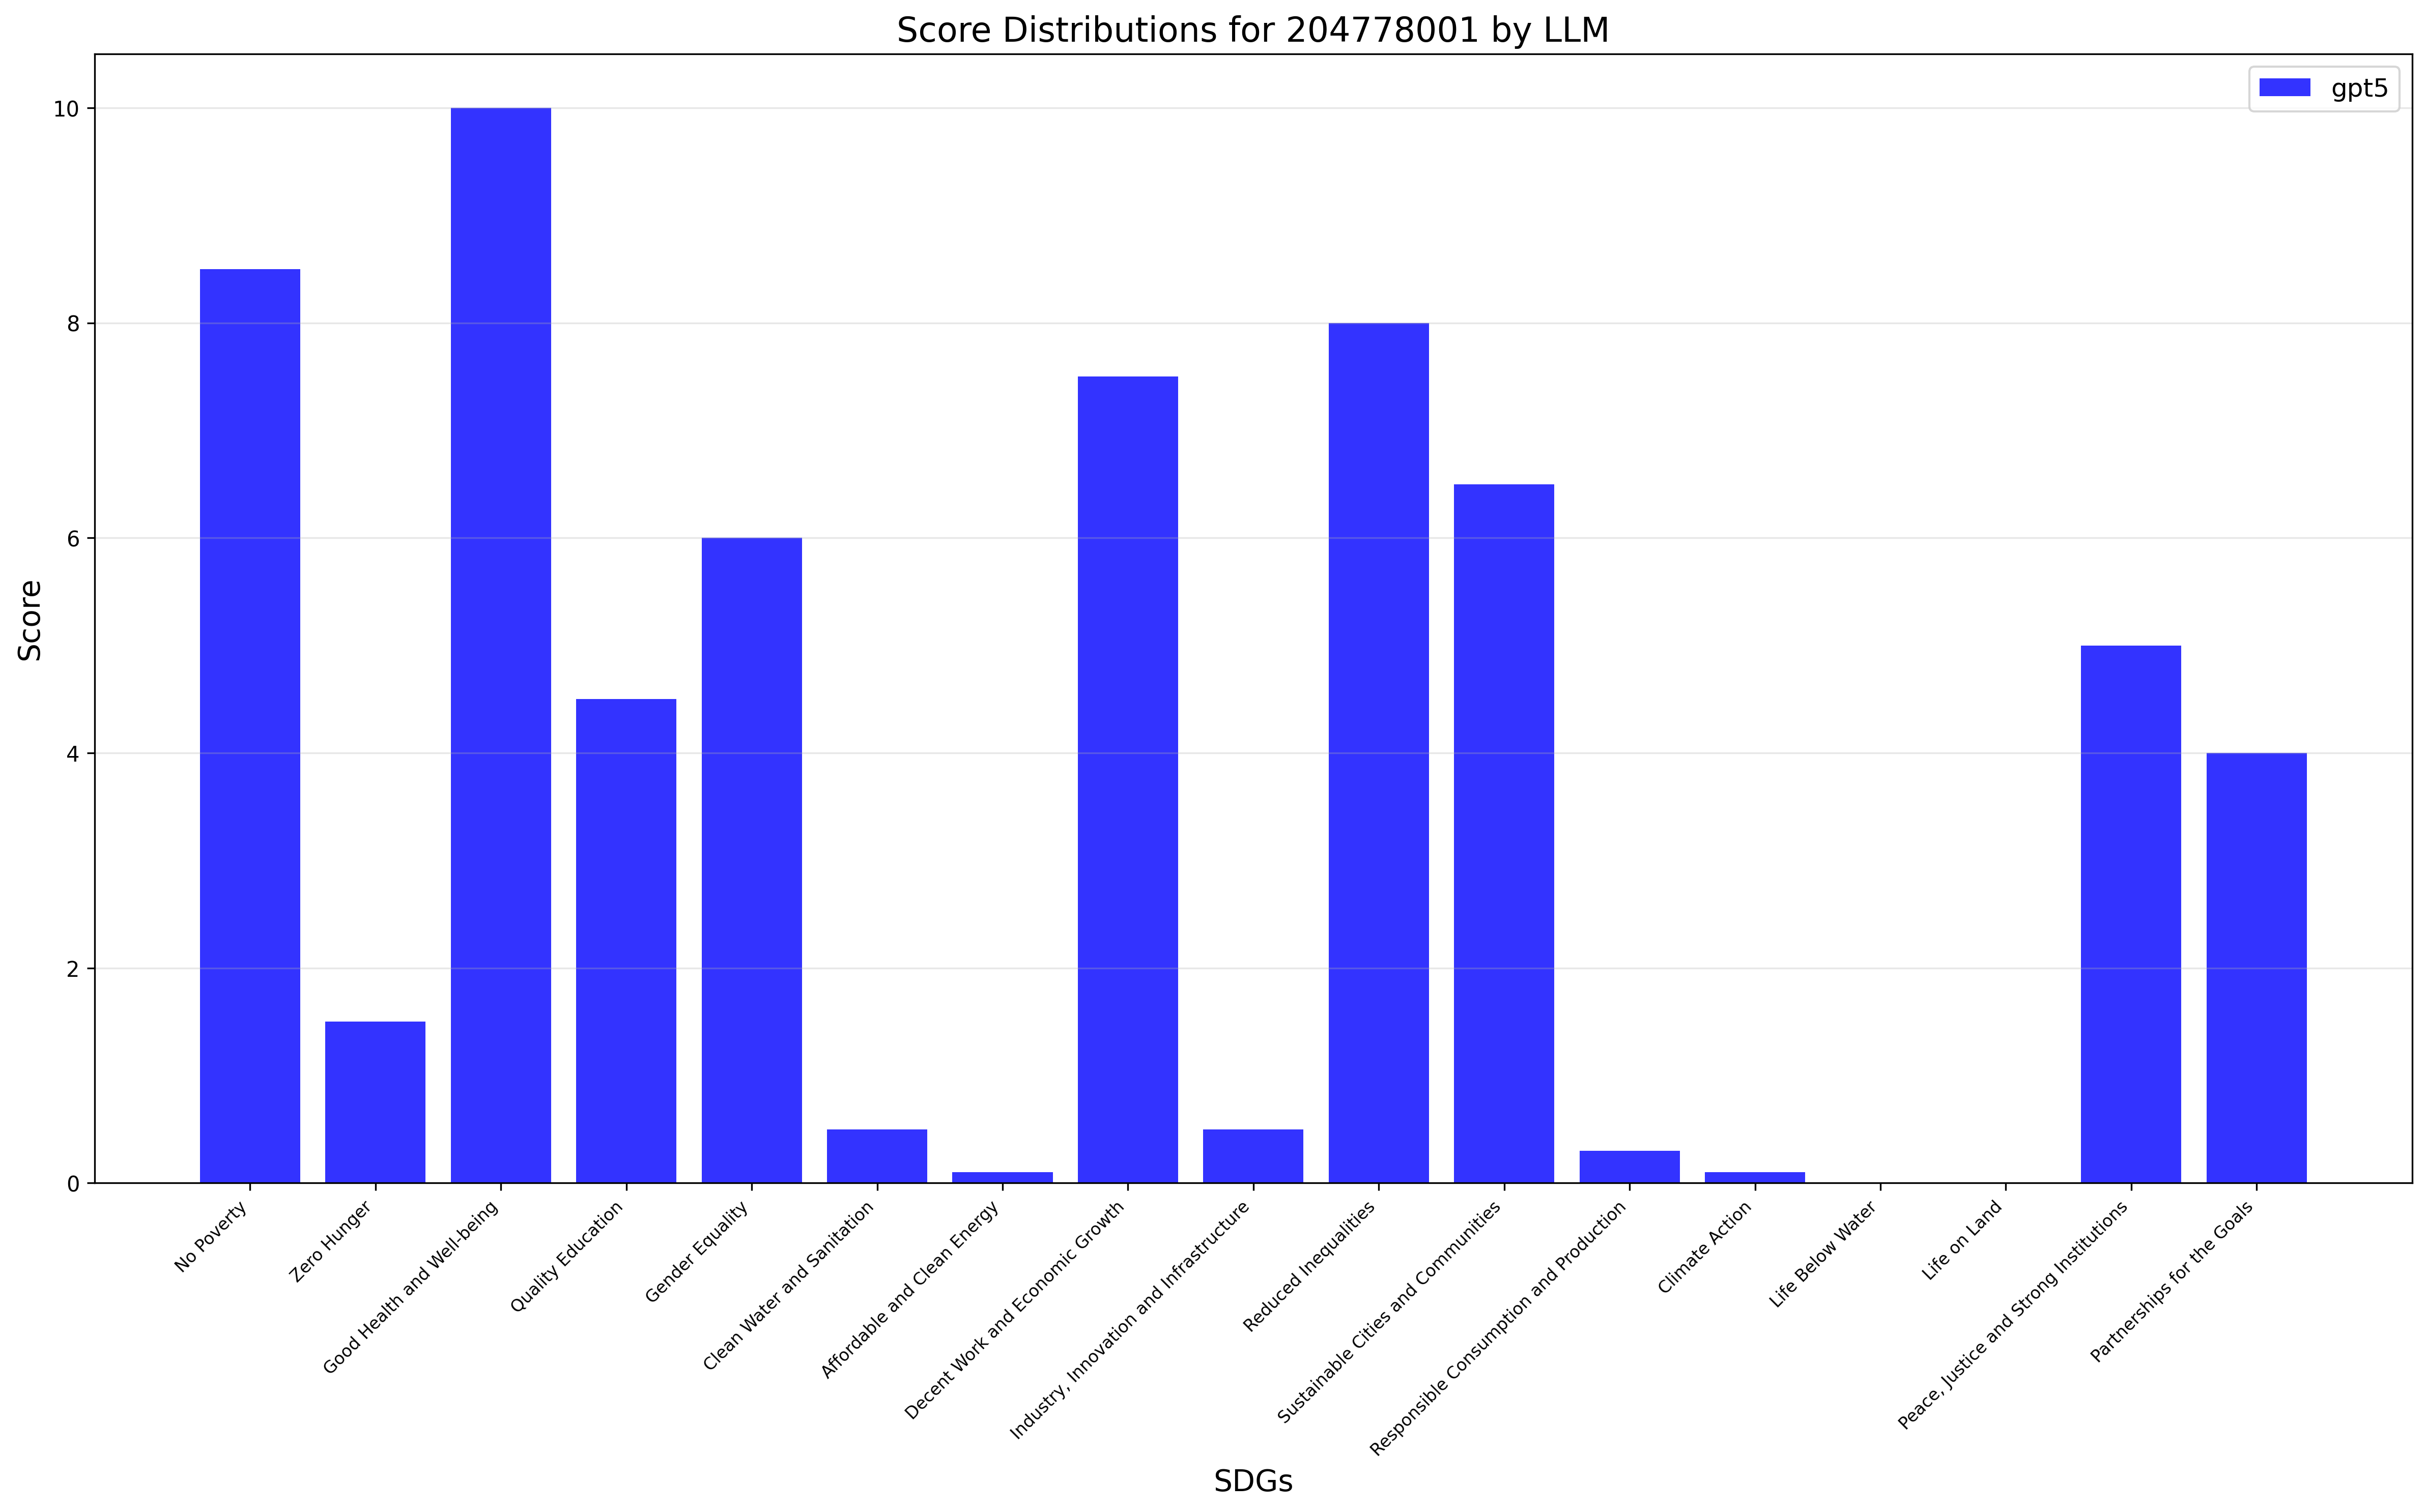 Score Distributions for 204778001 by LLM
gpt5
Score
10
8
6
4
2
0
No Poverty
Zero Hunger
Good Health and Well-being
Quality Education
Gender Equality
Clean Water and Sanitation
Affordable and Clean Energy
Decent Work and Economic Growth
Industry, Innovation and Infrastructure
Reduced Inequalities
Sustainable Cities and Communities
Responsible Consumption and Production
Climate Action
Life Below Water
Life on Land
Peace, Justice and Strong Institutions
Partnerships for the Goals
SDGs